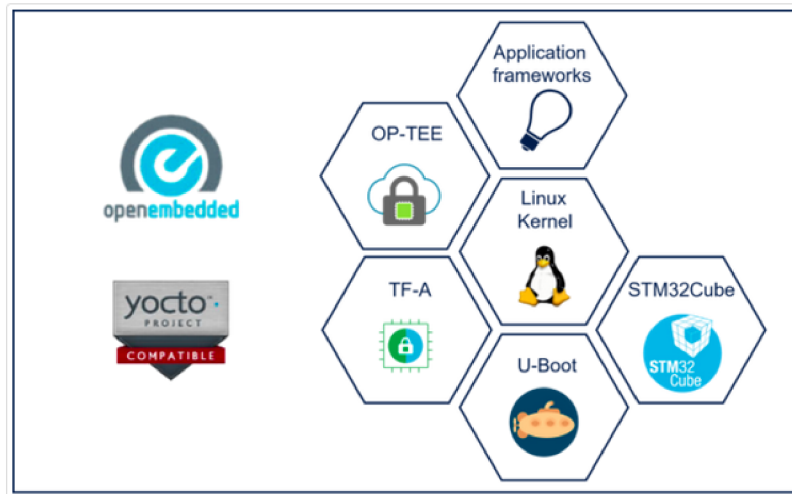 Application
frameworks
OP-TEE
openembedded
Linux
Kernel
yocto
PROJECT
COMPATIBLE
TF-A
STM32Cube
STM32
Cube
U-Boot